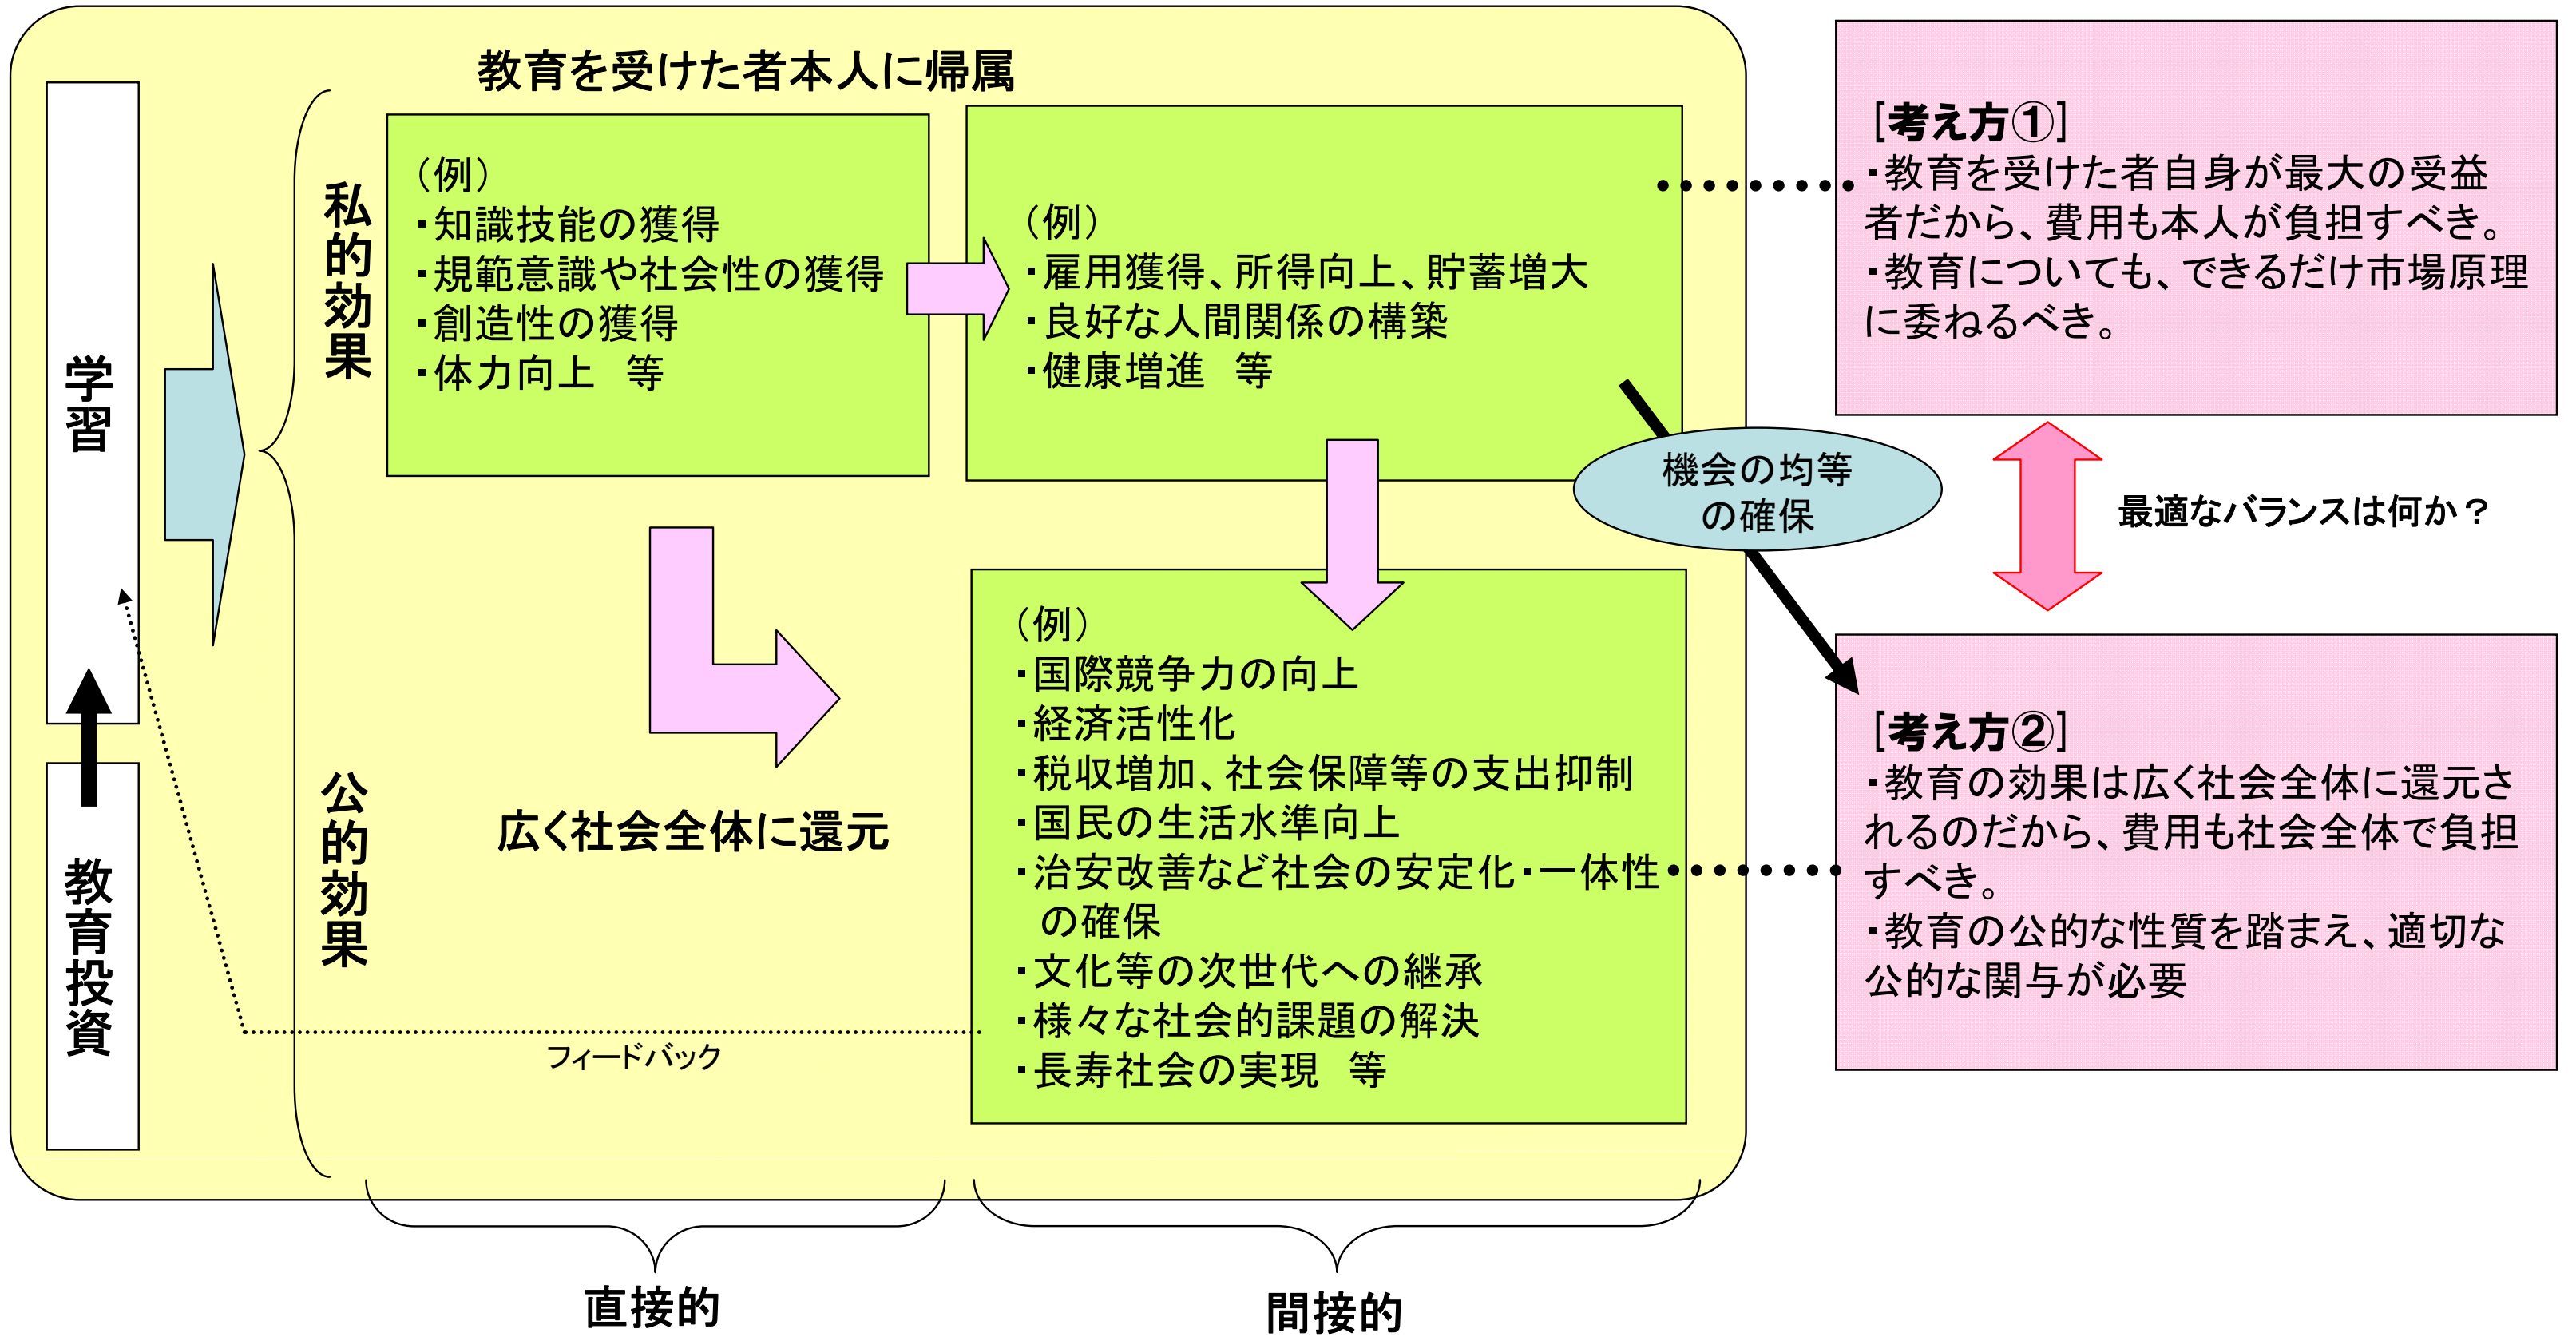 教育を受けた者本人に帰属
学習
教育投資
私的効果
公的効果
（例）
・知識技能の獲得
・規範意識や社会性の獲得
・創造性の獲得
・体力向上　等
（例）
・雇用獲得、所得向上、貯蓄増大
・良好な人間関係の構築
・健康増進　等
広く社会全体に還元
（例）
・国際競争力の向上
・経済活性化
・税収増加、社会保障等の支出抑制
・国民の生活水準向上
・治安改善など社会の安定化・一体性
の確保
・文化等の次世代への継承
・様々な社会的課題の解決
・長寿社会の実現　等
フィードバック
直接的
間接的
機会の均等
の確保
[考え方①]
・教育を受けた者自身が最大の受益
者だから、費用も本人が負担すべき。
・教育についても、できるだけ市場原理
に委ねるべき。
最適なバランスは何か？
[考え方②]
・教育の効果は広く社会全体に還元さ
れるのだから、費用も社会全体で負担
すべき。
・教育の公的な性質を踏まえ、適切な
公的な関与が必要